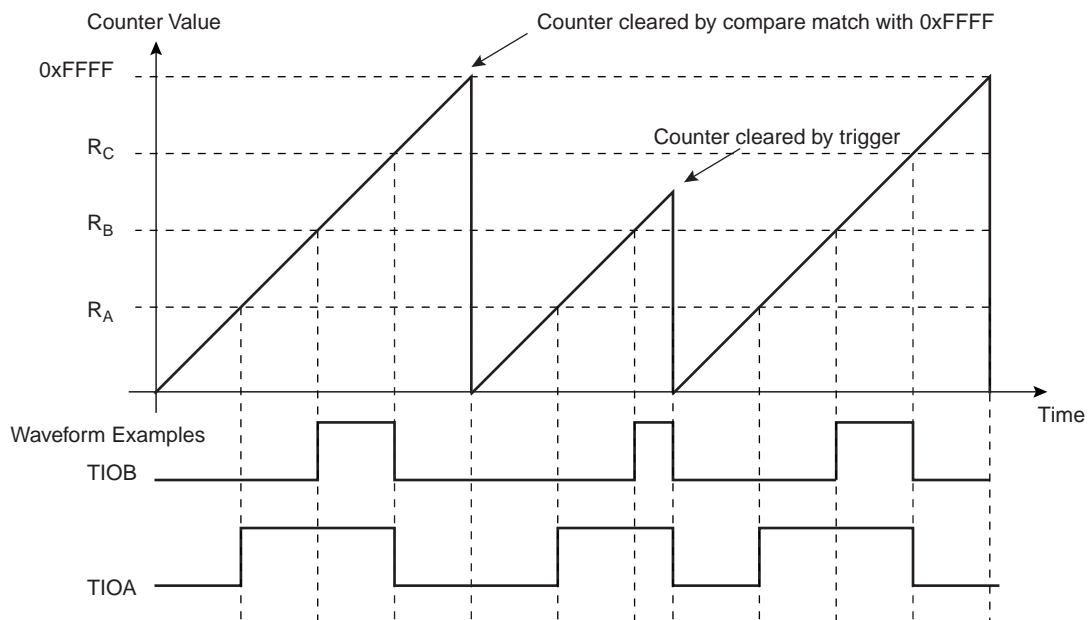 Counter Value
Counter cleared by compare match with 0xFFFF
0xFFFF
RC
Counter cleared by trigger
RB
RA
Time
Waveform Examples
TIOB
TIOA